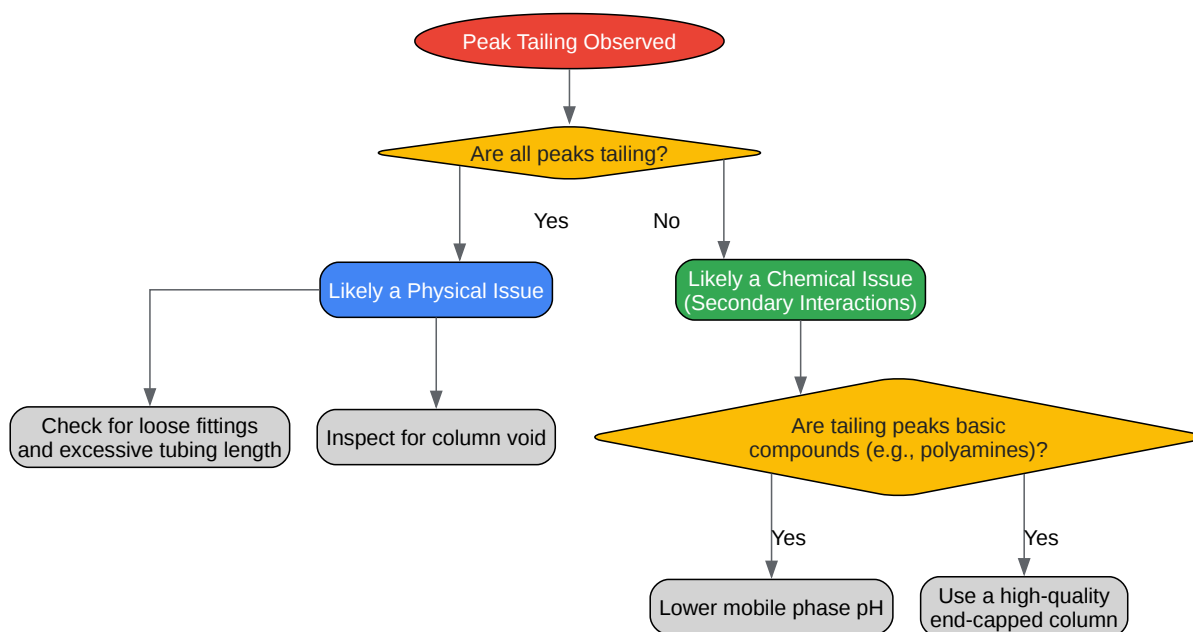 Peak Tailing Observed
Are all peaks tailing?
Yes
No
Likely a Physical Issue
Likely a Chemical Issue
(Secondary Interactions)
Check for loose fittings
and excessive tubing length
Inspect for column void
Are tailing peaks basic
compounds (e.g., polyamines)?
Yes
Yes
Lower mobile phase pH
Use a high-quality
end-capped column